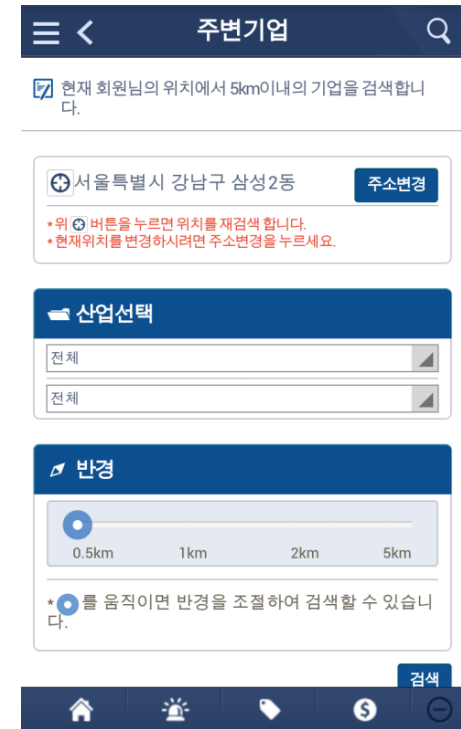 주변기업
현재 회원님의 위치에서 5km이내의 기업을 검색합니
다.
서울특별시 강남구 삼성2동
주소변경
*위 버튼을 누르면 위치를 재검색 합니다.
*현재위치를 변경하시려면 주소변경을 누르세요.
산업선택
전체
전체
반경
0.5km 1km 2km 5km
* 를 움직이면 반경을 조절하여 검색할 수 있습니
다.
검색